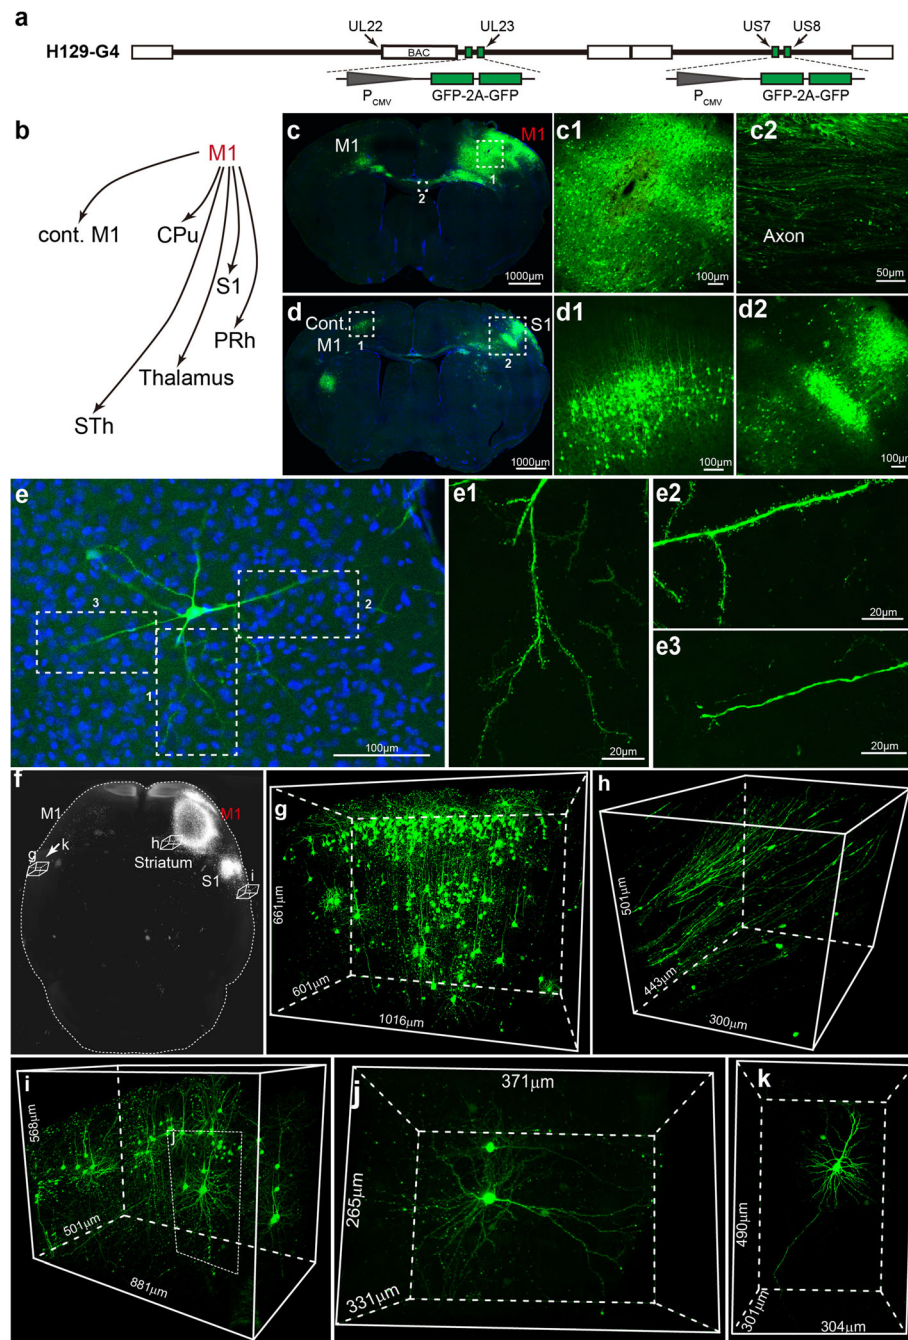 a
UL22
UL23
US7
US8
H129-G4
BAC
PCMV
GFP-2A-GFP
PCMV
GFP-2A-GFP
b
M1
cont. M1
CPu
S1
PRh
Thalamus
STh
c
M1
M1
1
2
1000μm
c1
100μm
c2
Axon
50μm
d
Cont.
M1
1
S1
2
1000μm
d1
100μm
d2
100μm
e
3
2
1
100μm
e1
20μm
e2
20μm
e3
20μm
f
M1
M1
g
k
h
Striatum
S1
i
g
661μm
601μm
1016μm
h
501μm
443μm
300μm
i
568μm
j
501μm
881μm
j
371μm
265μm
331μm
k
490μm
301μm
304μm